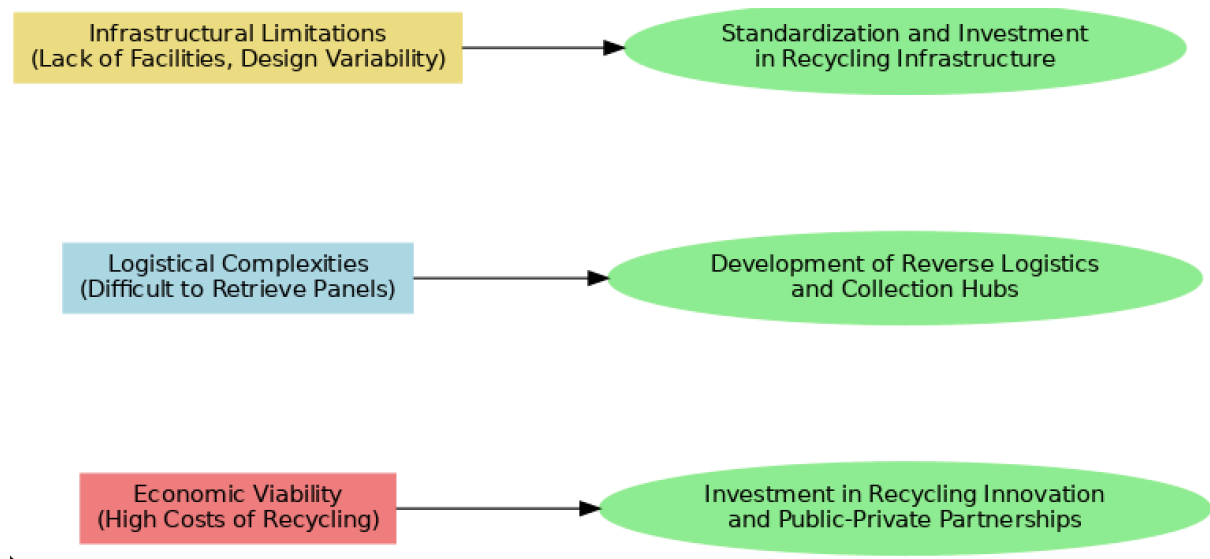 Infrastructural Limitations
(Lack of Facilities, Design Variability)
Standardization and Investment
in Recycling Infrastructure
Logistical Complexities
(Difficult to Retrieve Panels)
Development of Reverse Logistics
and Collection Hubs
Economic Viability
(High Costs of Recycling)
Investment in Recycling Innovation
and Public-Private Partnerships